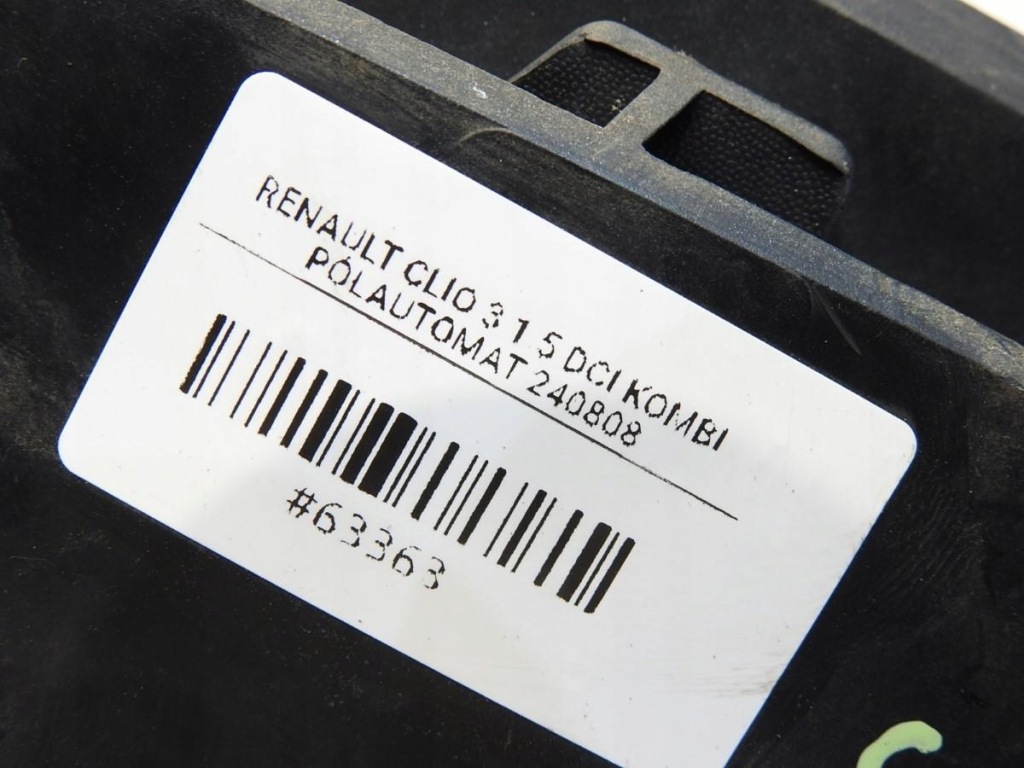 RENAULT CLIO 3 1.5 DCI KOMBI
PÓŁAUTOMAT 240808
#63363